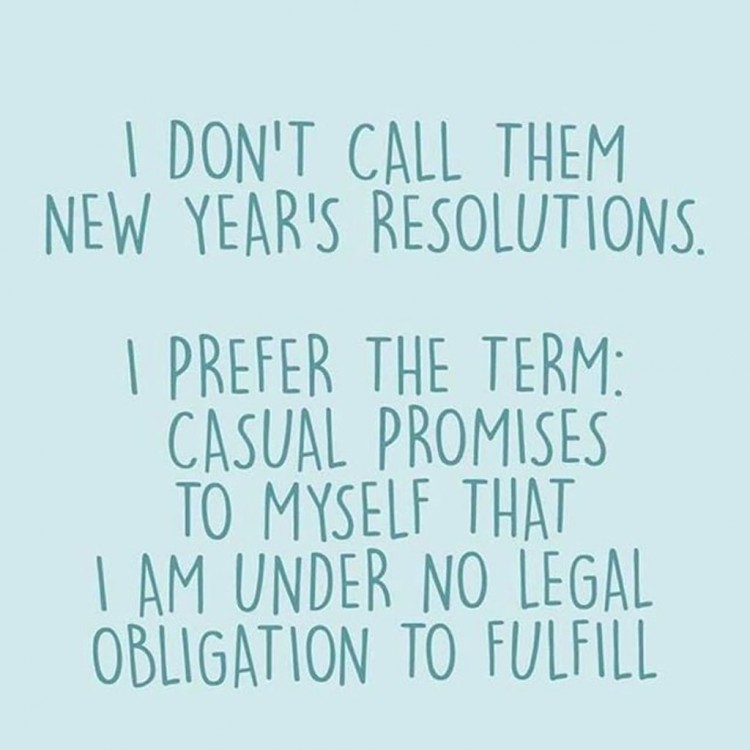 I DON'T CALL THEM
NEW YEAR'S RESOLUTIONS.
I PREFER THE TERM:
CASUAL PROMISES
TO MYSELF THAT
I AM UNDER NO LEGAL
OBLIGATION TO FULFILL